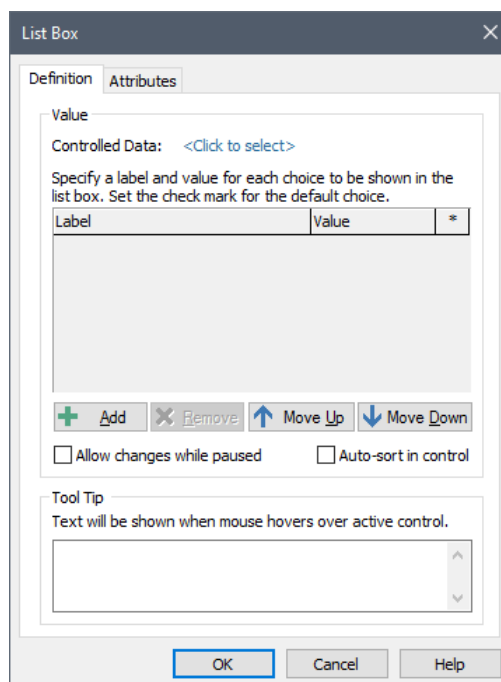 List Box
Definition Attributes
Value
Controlled Data: <Click to select>
Specify a label and value for each choice to be shown in the
list box. Set the check mark for the default choice.
Label Value *
Add Remove Move Up Move Down
Allow changes while paused Auto-sort in control
Tool Tip
Text will be shown when mouse hovers over active control.
OK Cancel Help